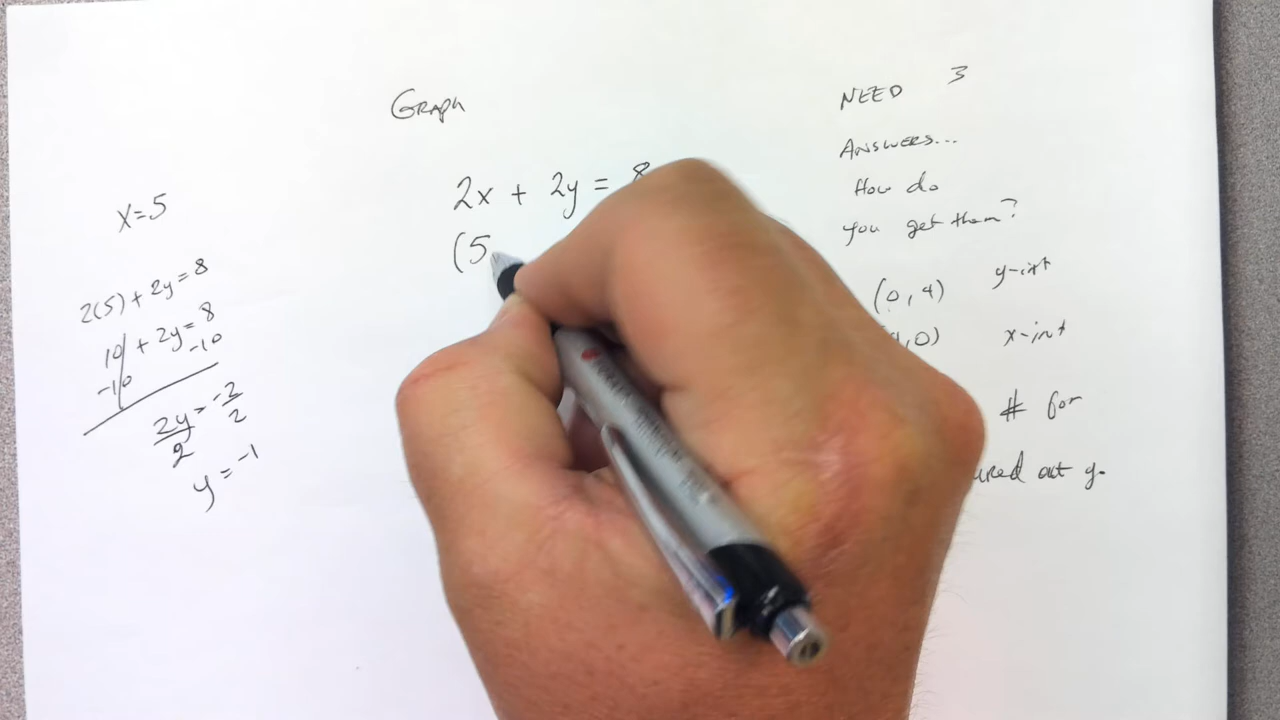 GRAPH
2x + 2y = 8
(5
x=5
2(5) + 2y = 8
10 + 2y = 8
-10 -10
2y = -2
2 2
y = -1
NEED 3
ANSWERS...
How do
you get them?
(0, 4) y-int
,0) x-int
# for
out y.